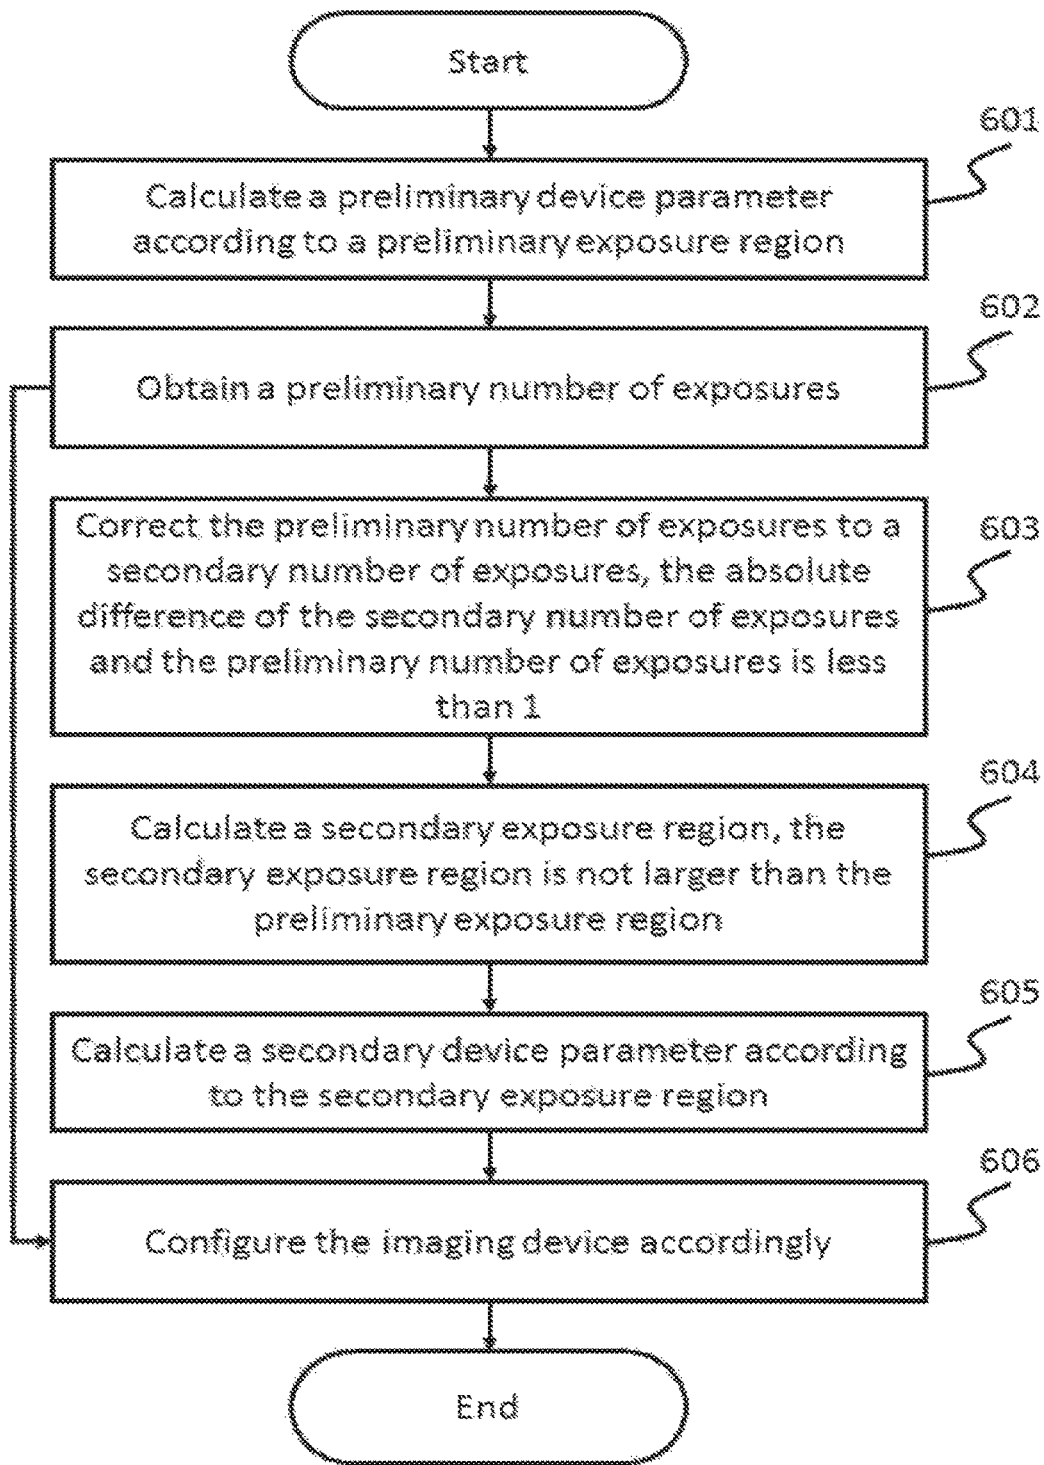 Start
601
Calculate a preliminary device parameter
according to a preliminary exposure region
602
Obtain a preliminary number of exposures
603
Correct the preliminary number of exposures to a
secondary number of exposures, the absolute
difference of the secondary number of exposures
and the preliminary number of exposures is less
than 1
604
Calculate a secondary exposure region, the
secondary exposure region is not larger than the
preliminary exposure region
605
Calculate a secondary device parameter according
to the secondary exposure region
606
Configure the imaging device accordingly
End